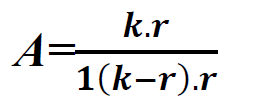 A = k.r / 1(k−r).r